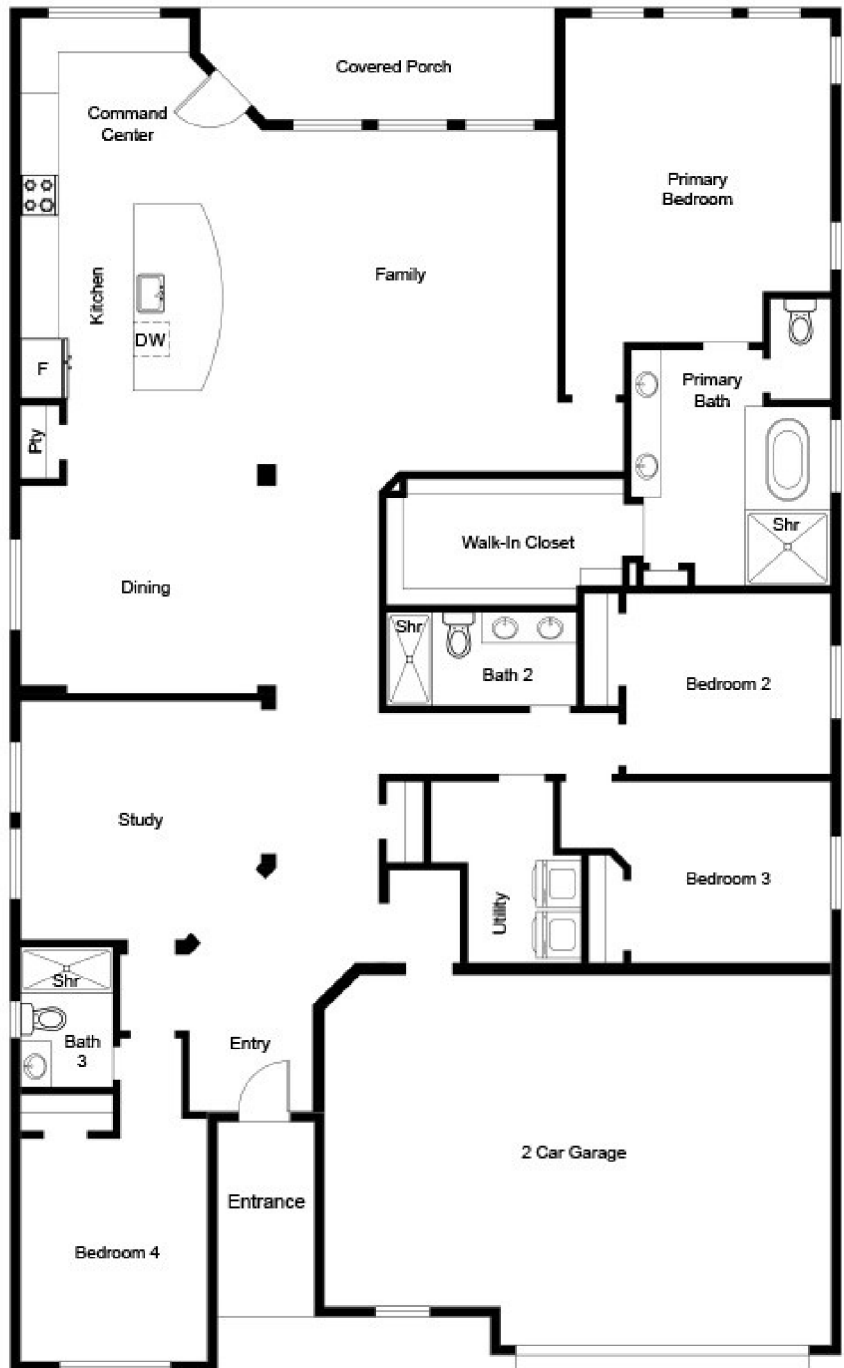 Covered Porch
Command
Center
Primary
Bedroom
Family
Kitchen
DW
F
Primary
Bath
Pty
Shr
Walk-In Closet
Dining
Shr
Bath 2
Bedroom 2
Study
Bedroom 3
Utility
Shr
Bath
3
Entry
2 Car Garage
Entrance
Bedroom 4